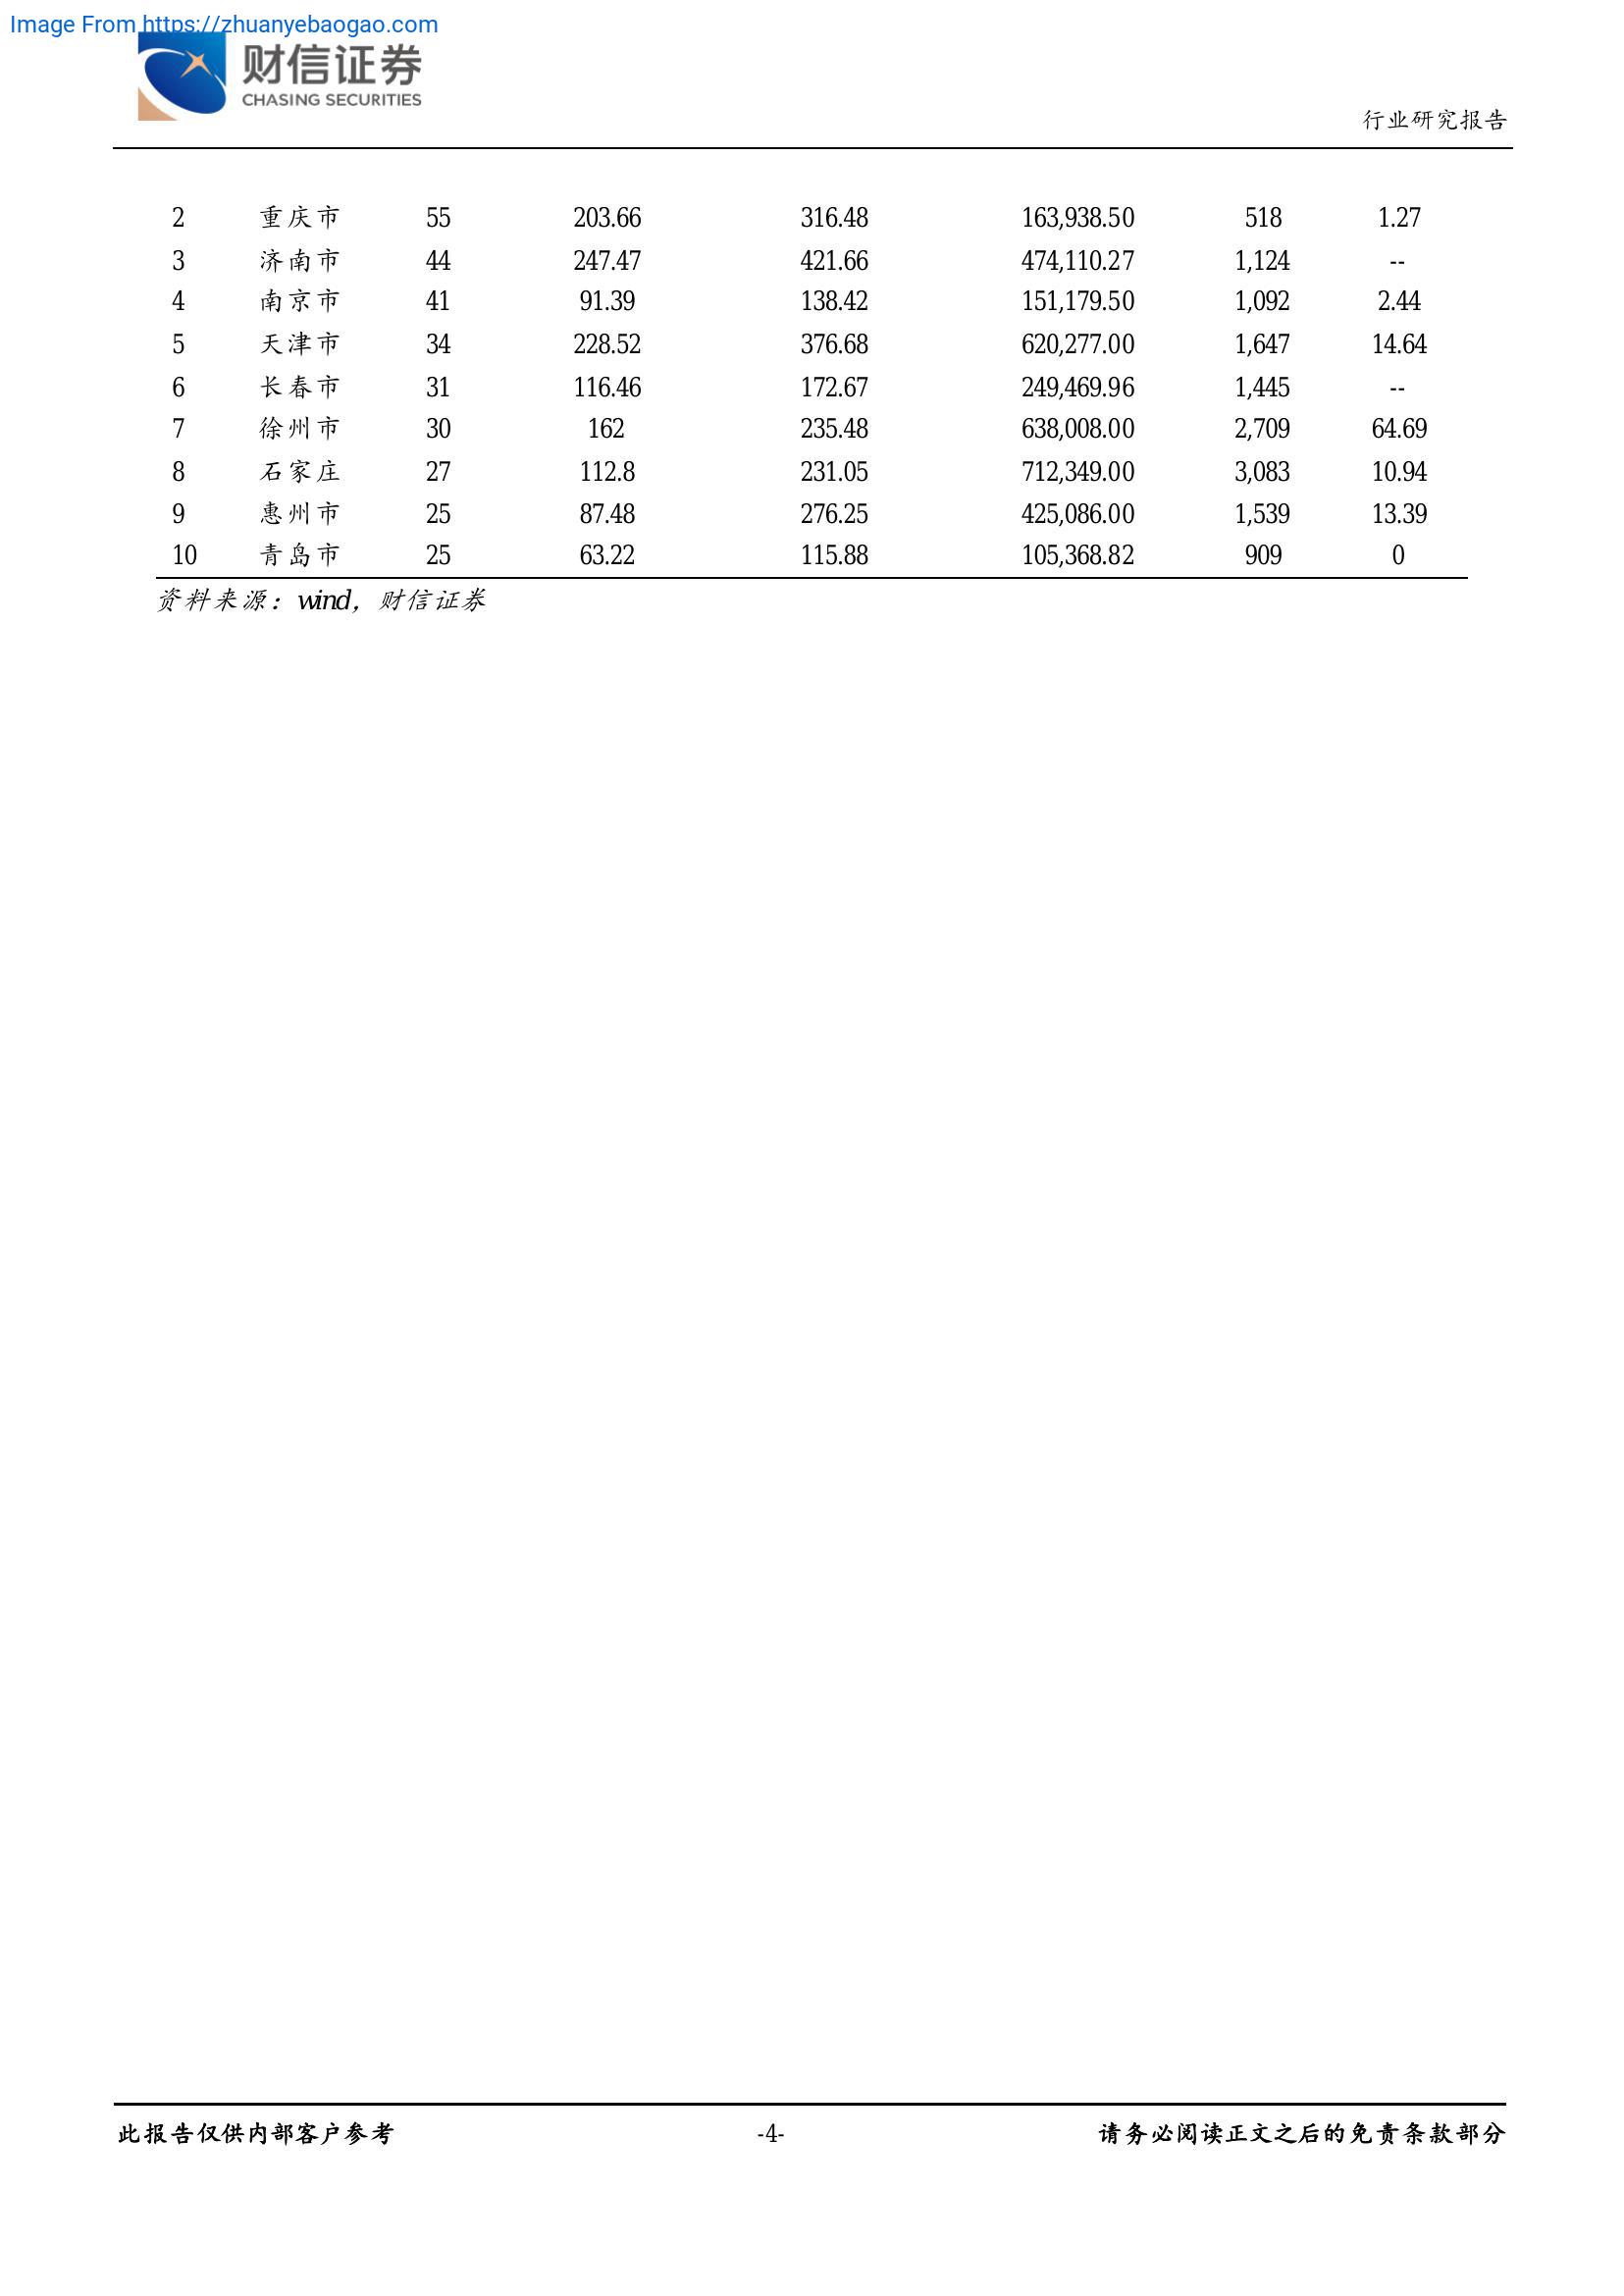 Image From https://zhuanyebaogao.com
财信证券
CHASING SECURITIES
行业研究报告
2 重庆市 55 203.66 316.48 163,938.50 518 1.27
3 济南市 44 247.47 421.66 474,110.27 1,124 --
4 南京市 41 91.39 138.42 151,179.50 1,092 2.44
5 天津市 34 228.52 376.68 620,277.00 1,647 14.64
6 长春市 31 116.46 172.67 249,469.96 1,445 --
7 徐州市 30 162 235.48 638,008.00 2,709 64.69
8 石家庄 27 112.8 231.05 712,349.00 3,083 10.94
9 惠州市 25 87.48 276.25 425,086.00 1,539 13.39
10 青岛市 25 63.22 115.88 105,368.82 909 0
资料来源：wind，财信证券
此报告仅供内部客户参考 -4- 请务必阅读正文之后的免责条款部分